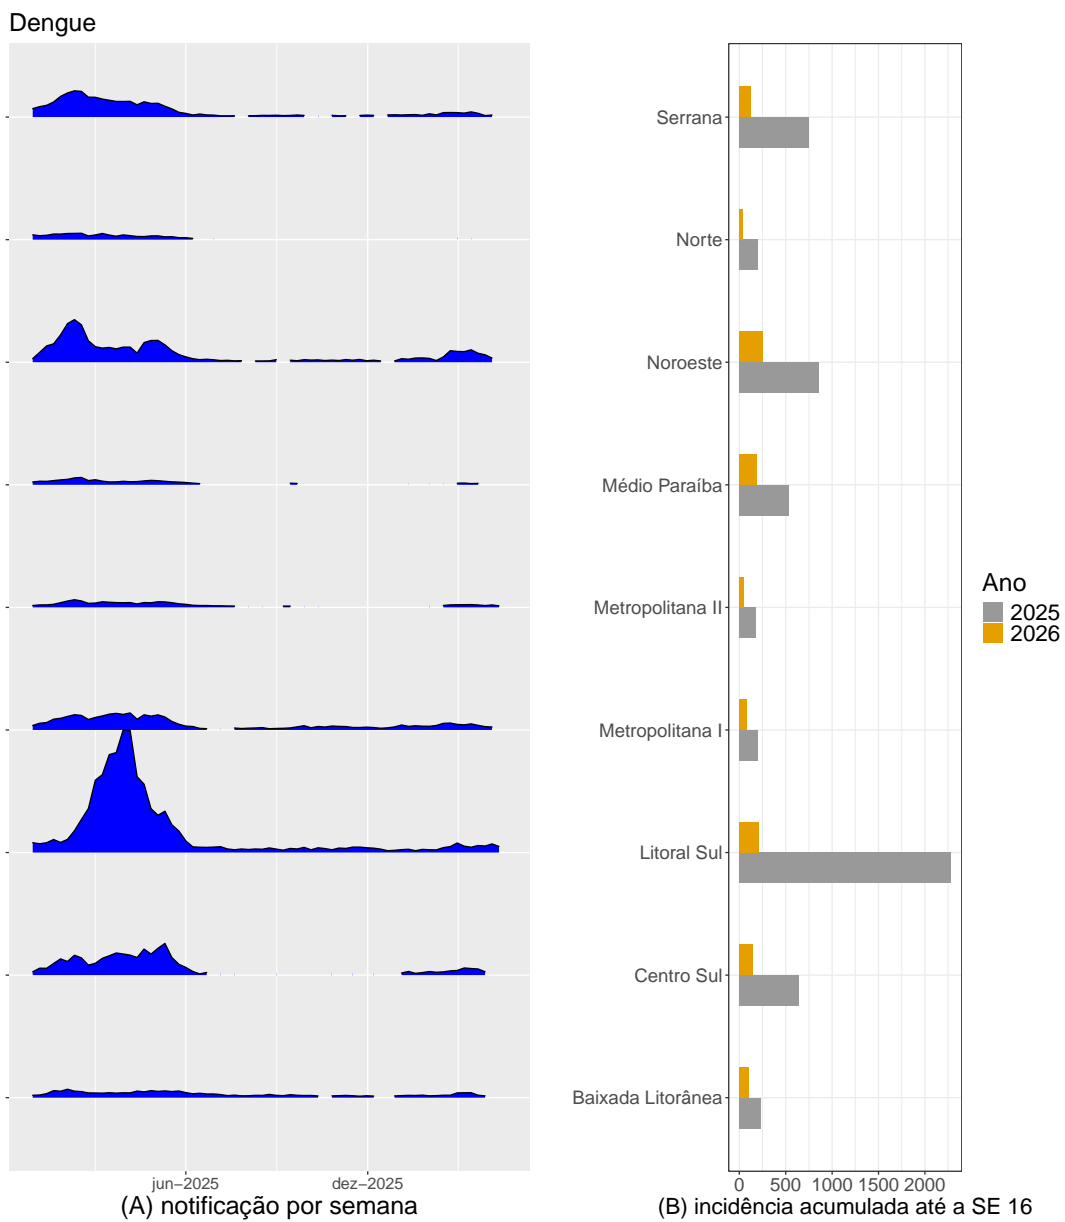 Dengue
Serrana
Norte
Noroeste
Médio Paraíba
Metropolitana II
Metropolitana I
Litoral Sul
Centro Sul
Baixada Litorânea
Ano
2025
2026
jun−2025 dez−2025
0 500 1000 1500 2000
(A) notificação por semana
(B) incidência acumulada até a SE 16